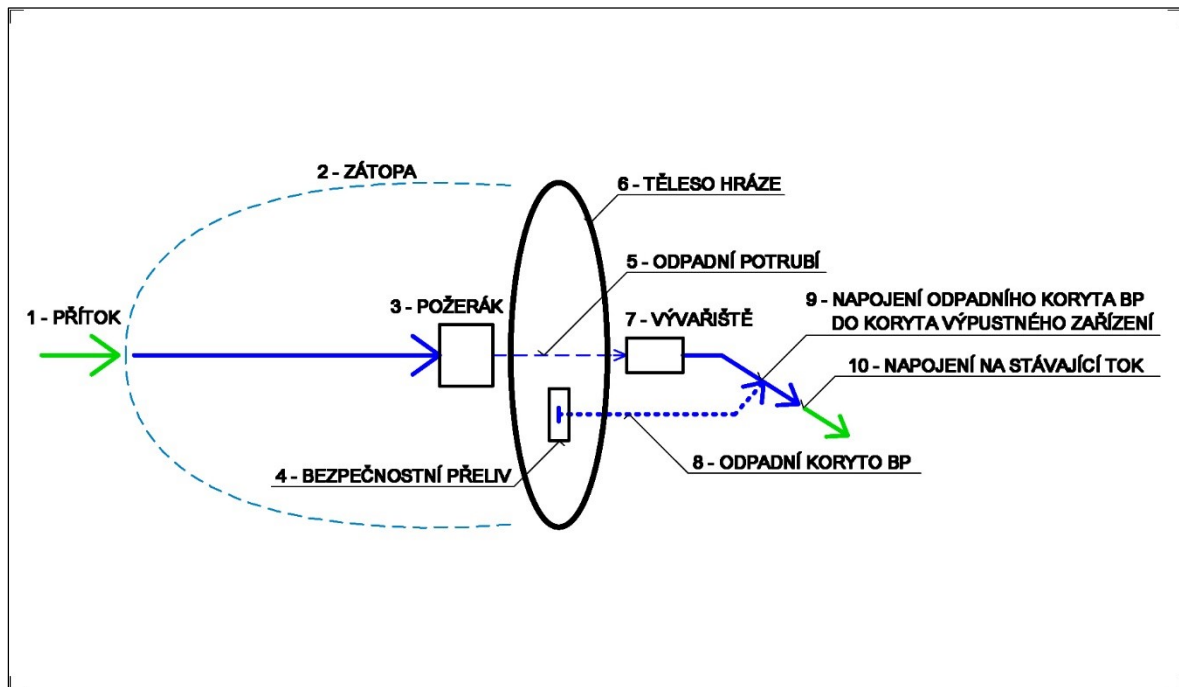 2 - ZÁTOPA
6 - TĚLESO HRÁZE
5 - ODPADNÍ POTRUBÍ
1 - PŘÍTOK
3 - POŽERÁK
7 - VÝVAŘIŠTĚ
9 - NAPOJENÍ ODPADNÍHO KORYTA BP
DO KORYTA VÝPUSTNÉHO ZAŘÍZENÍ
10 - NAPOJENÍ NA STÁVAJÍCÍ TOK
4 - BEZPEČNOSTNÍ PŘELIV
8 - ODPADNÍ KORYTO BP